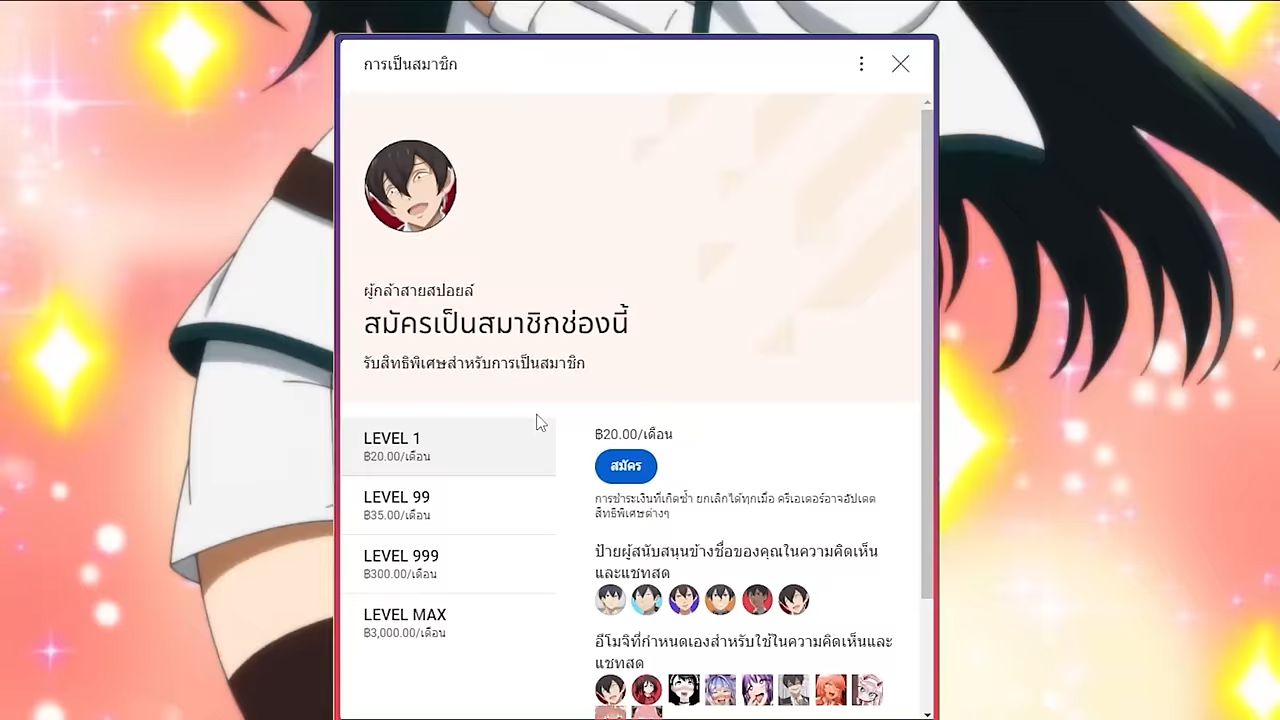 การเป็นสมาชิก
ผู้กล้าสายสปอยล์
สมัครเป็นสมาชิกช่องนี้
รับสิทธิพิเศษสำหรับการเป็นสมาชิก
LEVEL 1
฿20.00/เดือน
LEVEL 99
฿35.00/เดือน
LEVEL 999
฿300.00/เดือน
LEVEL MAX
฿3,000.00/เดือน
฿20.00/เดือน
สมัคร
การชำระเงินที่เกิดซ้ำ ยกเลิกได้ทุกเมื่อ ครีเอเตอร์อาจอัปเดต
สิทธิพิเศษต่างๆ
ป้ายผู้สนับสนุนข้างชื่อของคุณในความคิดเห็น
และแชทสด
อีโมจิที่กำหนดเองสำหรับใช้ในความคิดเห็นและ
แชทสด